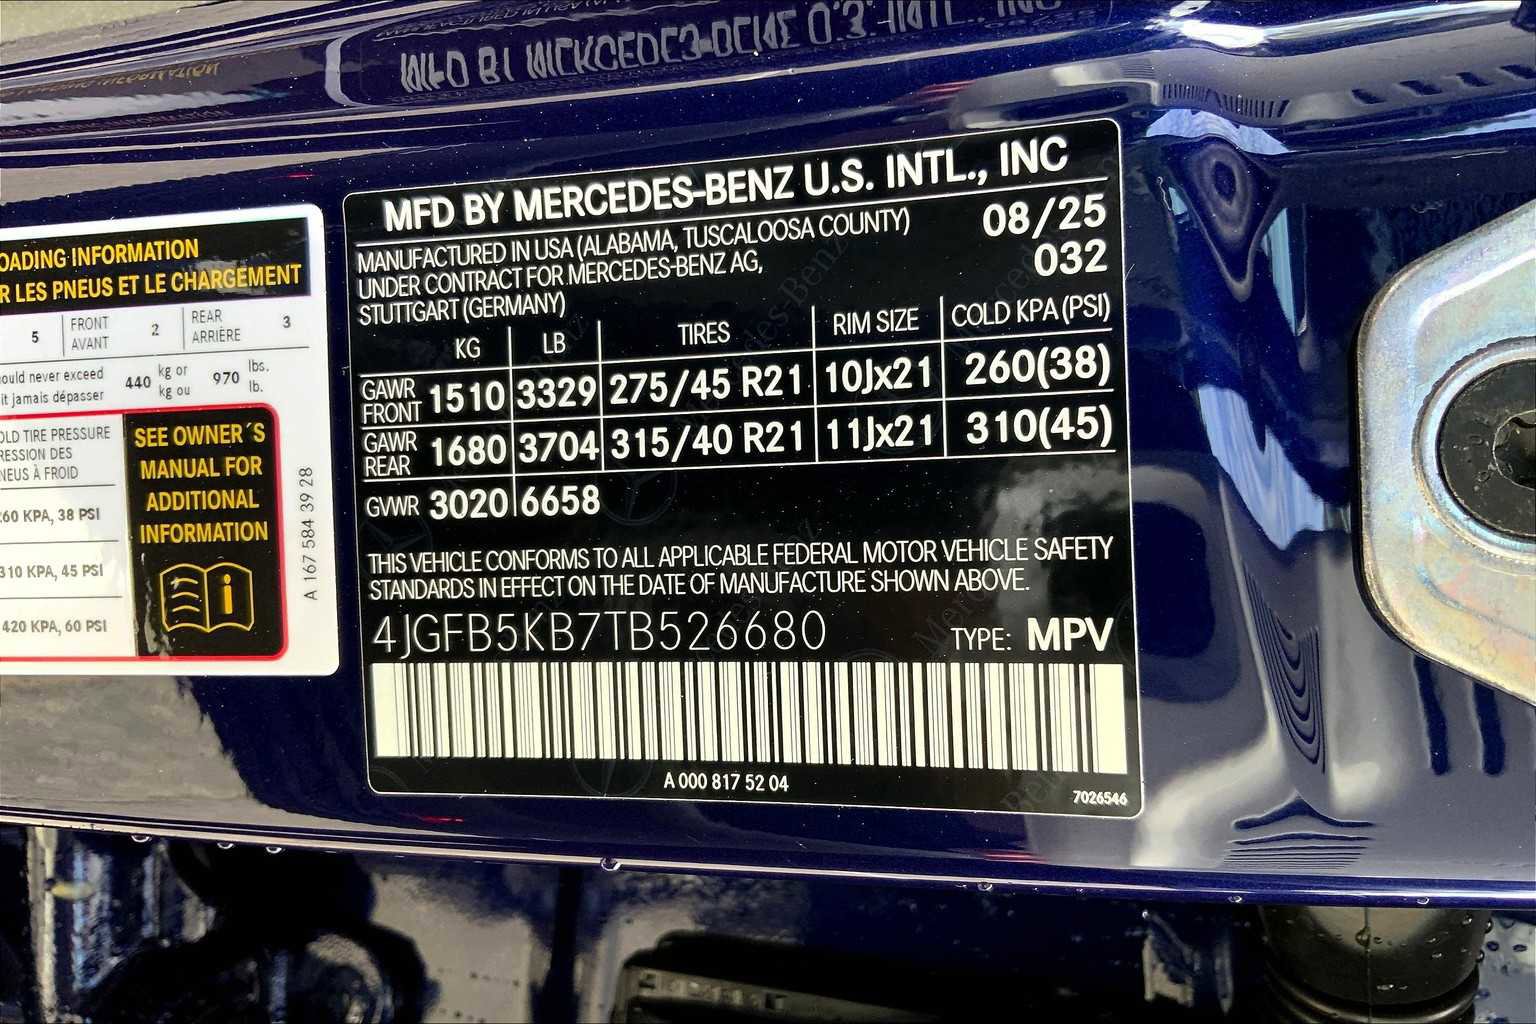 OADING INFORMATION
R LES PNEUS ET LE CHARGEMENT
5 FRONT AVANT 2 REAR ARRIÈRE 3
ould never exceed
it jamais dépasser
440 kg or kg ou 970 lbs. lb.
OLD TIRE PRESSURE
RESSION DES
NEUS À FROID
260 KPA, 38 PSI
310 KPA, 45 PSI
420 KPA, 60 PSI
SEE OWNER´S
MANUAL FOR
ADDITIONAL
INFORMATION
A 167 584 39 28
MFD BY MERCEDES-BENZ U.S. INTL., INC
MANUFACTURED IN USA (ALABAMA, TUSCALOOSA COUNTY)
UNDER CONTRACT FOR MERCEDES-BENZ AG,
STUTTGART (GERMANY)
08/25
032
KG LB TIRES RIM SIZE COLD KPA (PSI)
GAWR FRONT 1510 3329 275/45 R21 10Jx21 260(38)
GAWR REAR 1680 3704 315/40 R21 11Jx21 310(45)
GVWR 3020 6658
THIS VEHICLE CONFORMS TO ALL APPLICABLE FEDERAL MOTOR VEHICLE SAFETY
STANDARDS IN EFFECT ON THE DATE OF MANUFACTURE SHOWN ABOVE.
4JGFB5KB7TB526680 TYPE: MPV
A 000 817 52 04
7026546